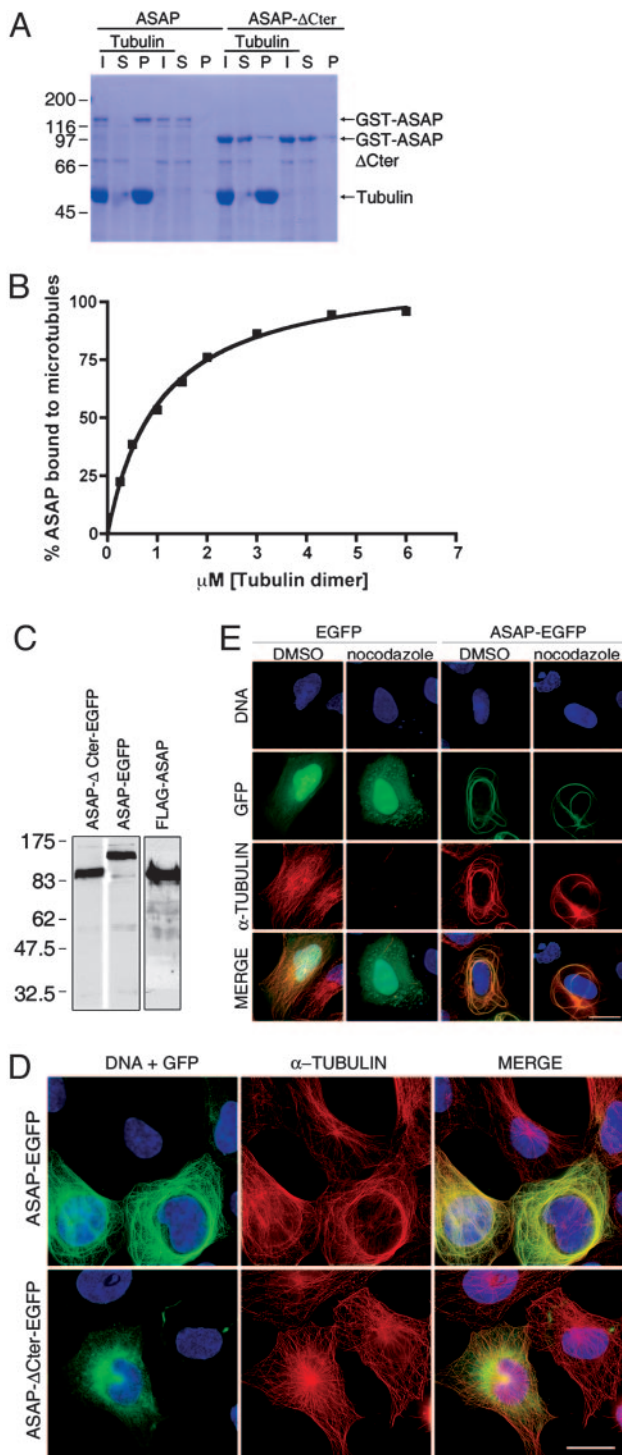 A
ASAP ASAP-ΔCter
Tubulin Tubulin
I S P I S P I S P I S P
200
116
97
66
45
GST-ASAP
GST-ASAP
ΔCter
Tubulin
B
% ASAP bound to microtubules
100
75
50
25
0
0 1 2 3 4 5 6 7
μM [Tubulin dimer]
C
ASAP-Δ Cter-EGFP
ASAP-EGFP
FLAG-ASAP
175
83
62
47.5
32.5
E
EGFP ASAP-EGFP
DMSO nocodazole DMSO nocodazole
DNA
GFP
α-TUBULIN
MERGE
D
DNA + GFP α-TUBULIN MERGE
ASAP-EGFP
ASAP-ΔCter-EGFP